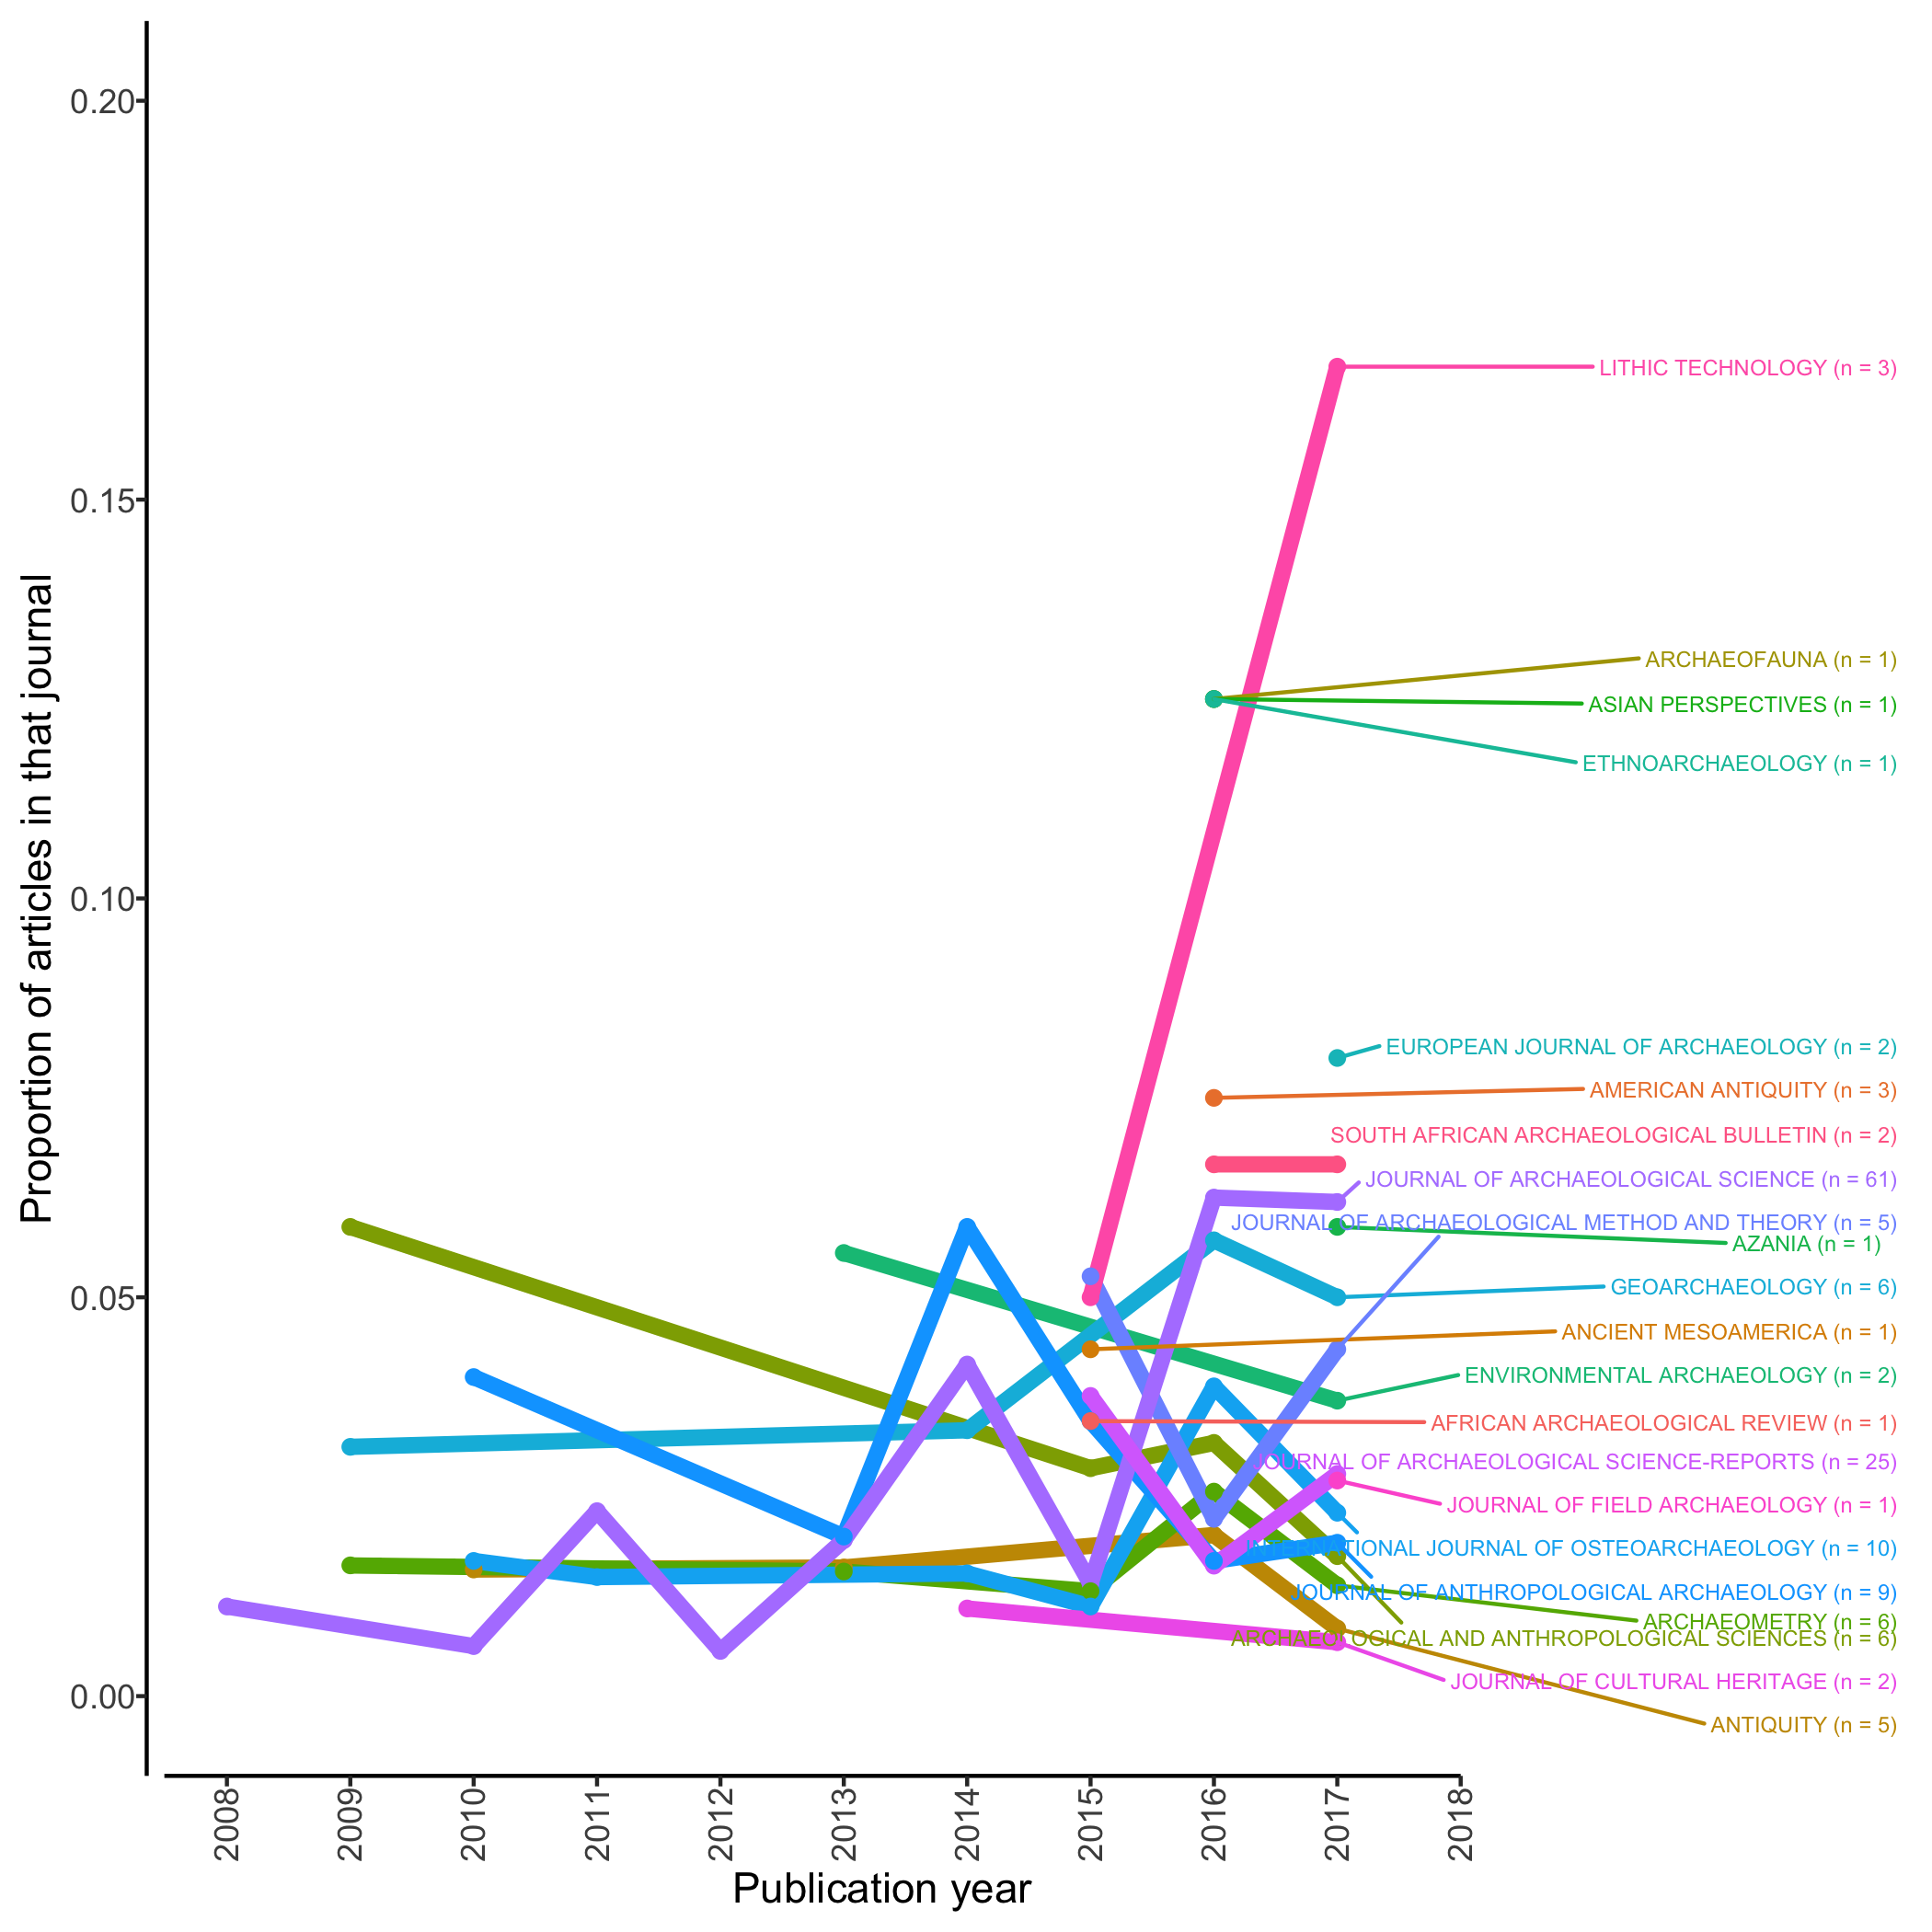 Proportion of articles in that journal
0.20
0.15
0.10
0.05
0.00
LITHIC TECHNOLOGY (n = 3)
ARCHAEOFAUNA (n = 1)
ASIAN PERSPECTIVES (n = 1)
ETHNOARCHAEOLOGY (n = 1)
EUROPEAN JOURNAL OF ARCHAEOLOGY (n = 2)
AMERICAN ANTIQUITY (n = 3)
SOUTH AFRICAN ARCHAEOLOGICAL BULLETIN (n = 2)
JOURNAL OF ARCHAEOLOGICAL SCIENCE (n = 61)
JOURNAL OF ARCHAEOLOGICAL METHOD AND THEORY (n = 5)
AZANIA (n = 1)
GEOARCHAEOLOGY (n = 6)
ANCIENT MESOAMERICA (n = 1)
ENVIRONMENTAL ARCHAEOLOGY (n = 2)
AFRICAN ARCHAEOLOGICAL REVIEW (n = 1)
JOURNAL OF ARCHAEOLOGICAL SCIENCE-REPORTS (n = 25)
JOURNAL OF FIELD ARCHAEOLOGY (n = 1)
INTERNATIONAL JOURNAL OF OSTEOARCHAEOLOGY (n = 10)
JOURNAL OF ANTHROPOLOGICAL ARCHAEOLOGY (n = 9)
ARCHAEOMETRY (n = 6)
ARCHAEOLOGICAL AND ANTHROPOLOGICAL SCIENCES (n = 6)
JOURNAL OF CULTURAL HERITAGE (n = 2)
ANTIQUITY (n = 5)
2008
2009
2010
2011
2012
2013
2014
2015
2016
2017
2018
Publication year